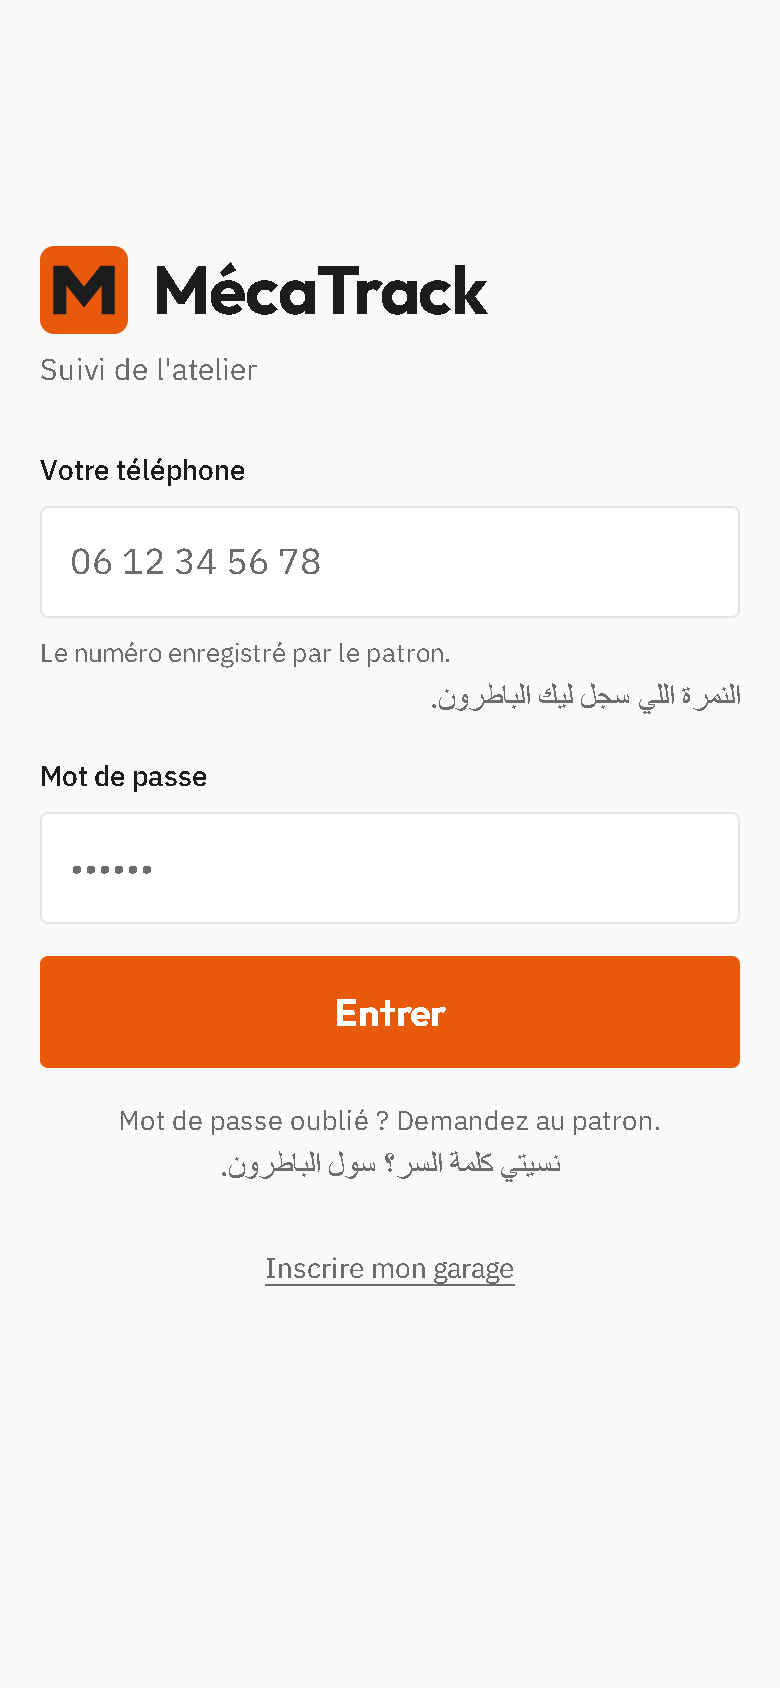 M MécaTrack
Suivi de l'atelier
Votre téléphone
06 12 34 56 78
Le numéro enregistré par le patron.
النمرة اللي سجل ليك الباطرون.
Mot de passe
••••••
Entrer
Mot de passe oublié ? Demandez au patron.
نسيتي كلمة السر؟ سول الباطرون.
Inscrire mon garage